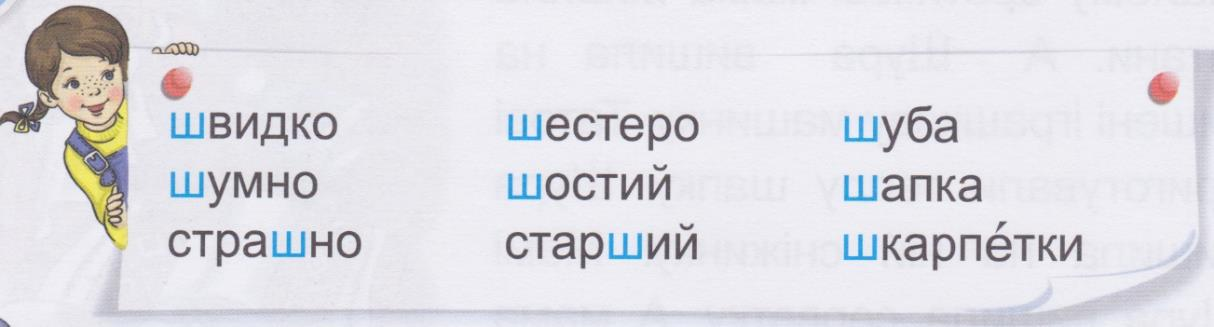 швидко шестеро шуба
шумно шостий шапка
страшно старший шкарпе́тки